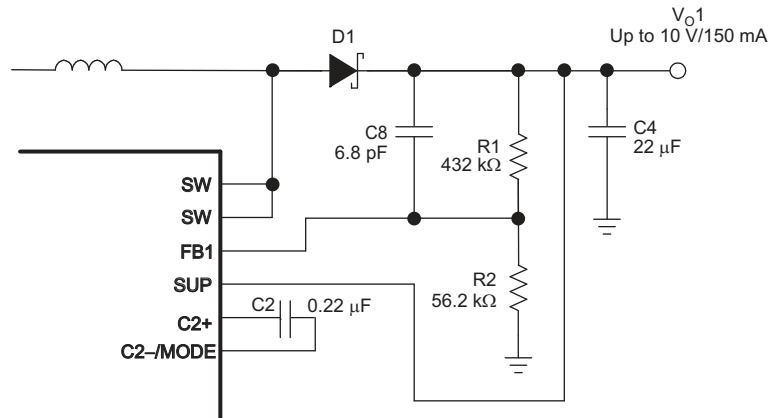 V_O1
Up to 10 V/150 mA
D1
C8
6.8 pF
R1
432 kΩ
C4
22 μF
SW
SW
FB1
SUP
C2+
C2–/MODE
C2
0.22 μF
R2
56.2 kΩ